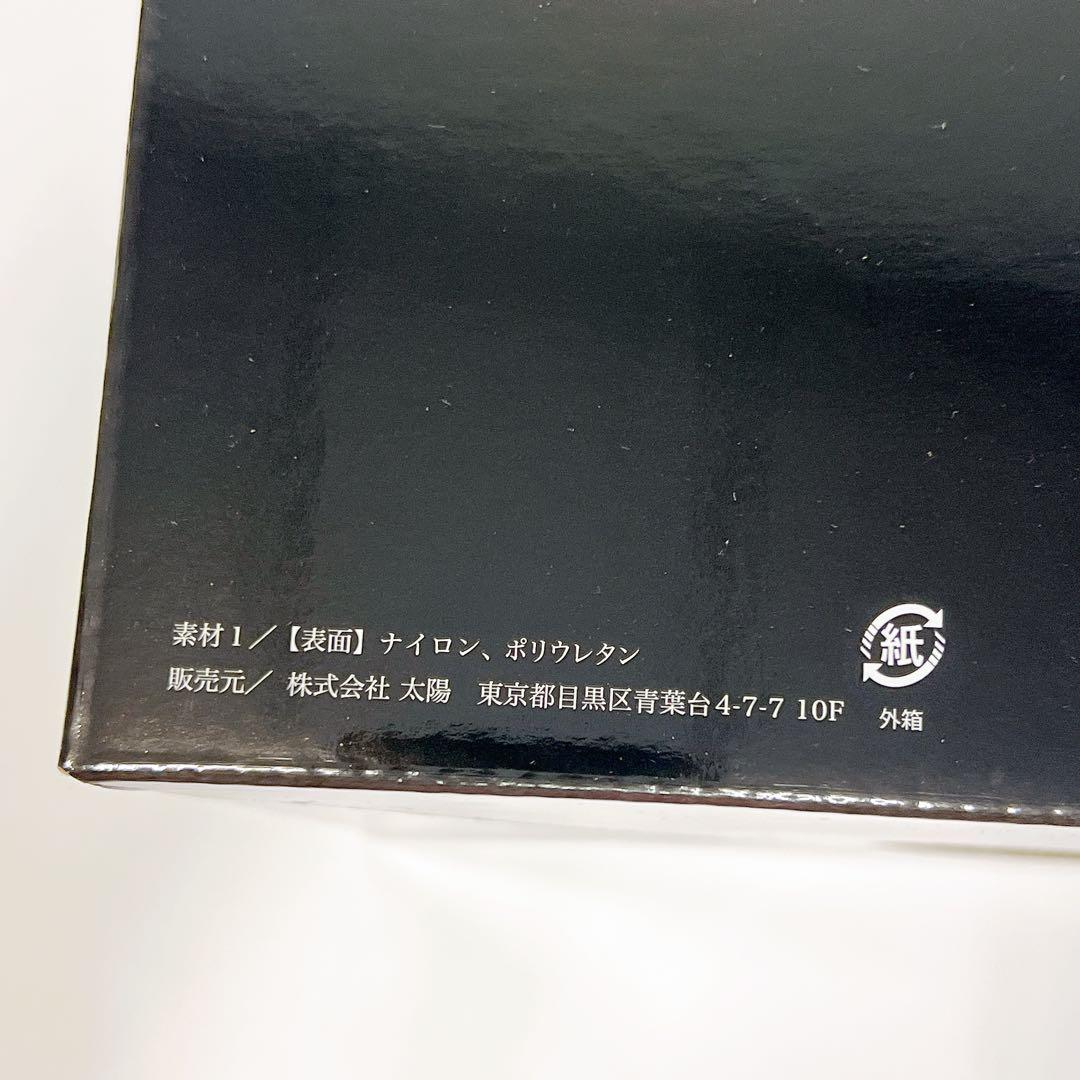 素材1／【表面】ナイロン、ポリウレタン
販売元／ 株式会社 太陽　東京都目黒区青葉台4-7-7 10F
紙
外箱